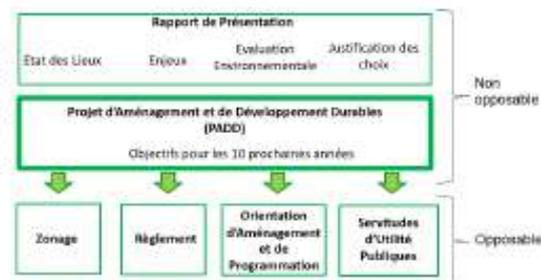 Rapport de Présentation
Etat des Lieux
Enjeux
Evaluation
Environnementale
Justification des
choix
Projet d'Aménagement et de Développement Durables
(PADD)
Objectifs pour les 10 prochaines années
Non
opposable
Zonage
Règlement
Orientation
d'Aménagement
et de
Programmation
Servitudes
d'Utilité
Publiques
Opposable